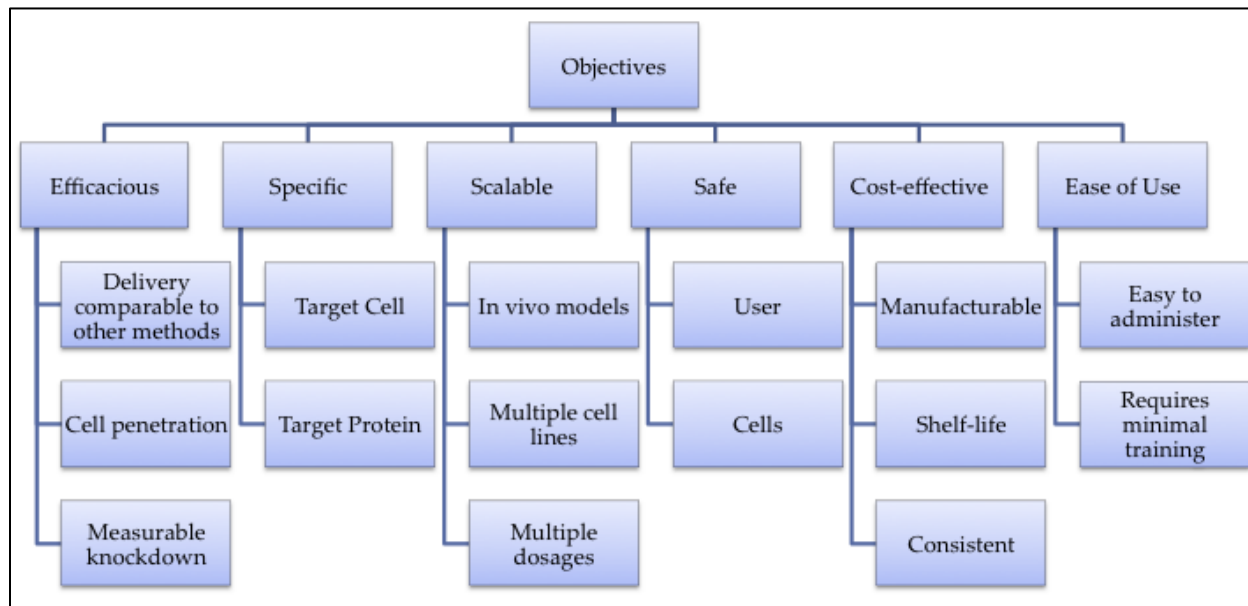 Objectives
Efficacious
Specific
Scalable
Safe
Cost-effective
Ease of Use
Delivery
comparable to
other methods
Target Cell
In vivo models
User
Manufacturable
Easy to
administer
Cell penetration
Target Protein
Multiple cell
lines
Cells
Shelf-life
Requires
minimal
training
Measurable
knockdown
Multiple
dosages
Consistent